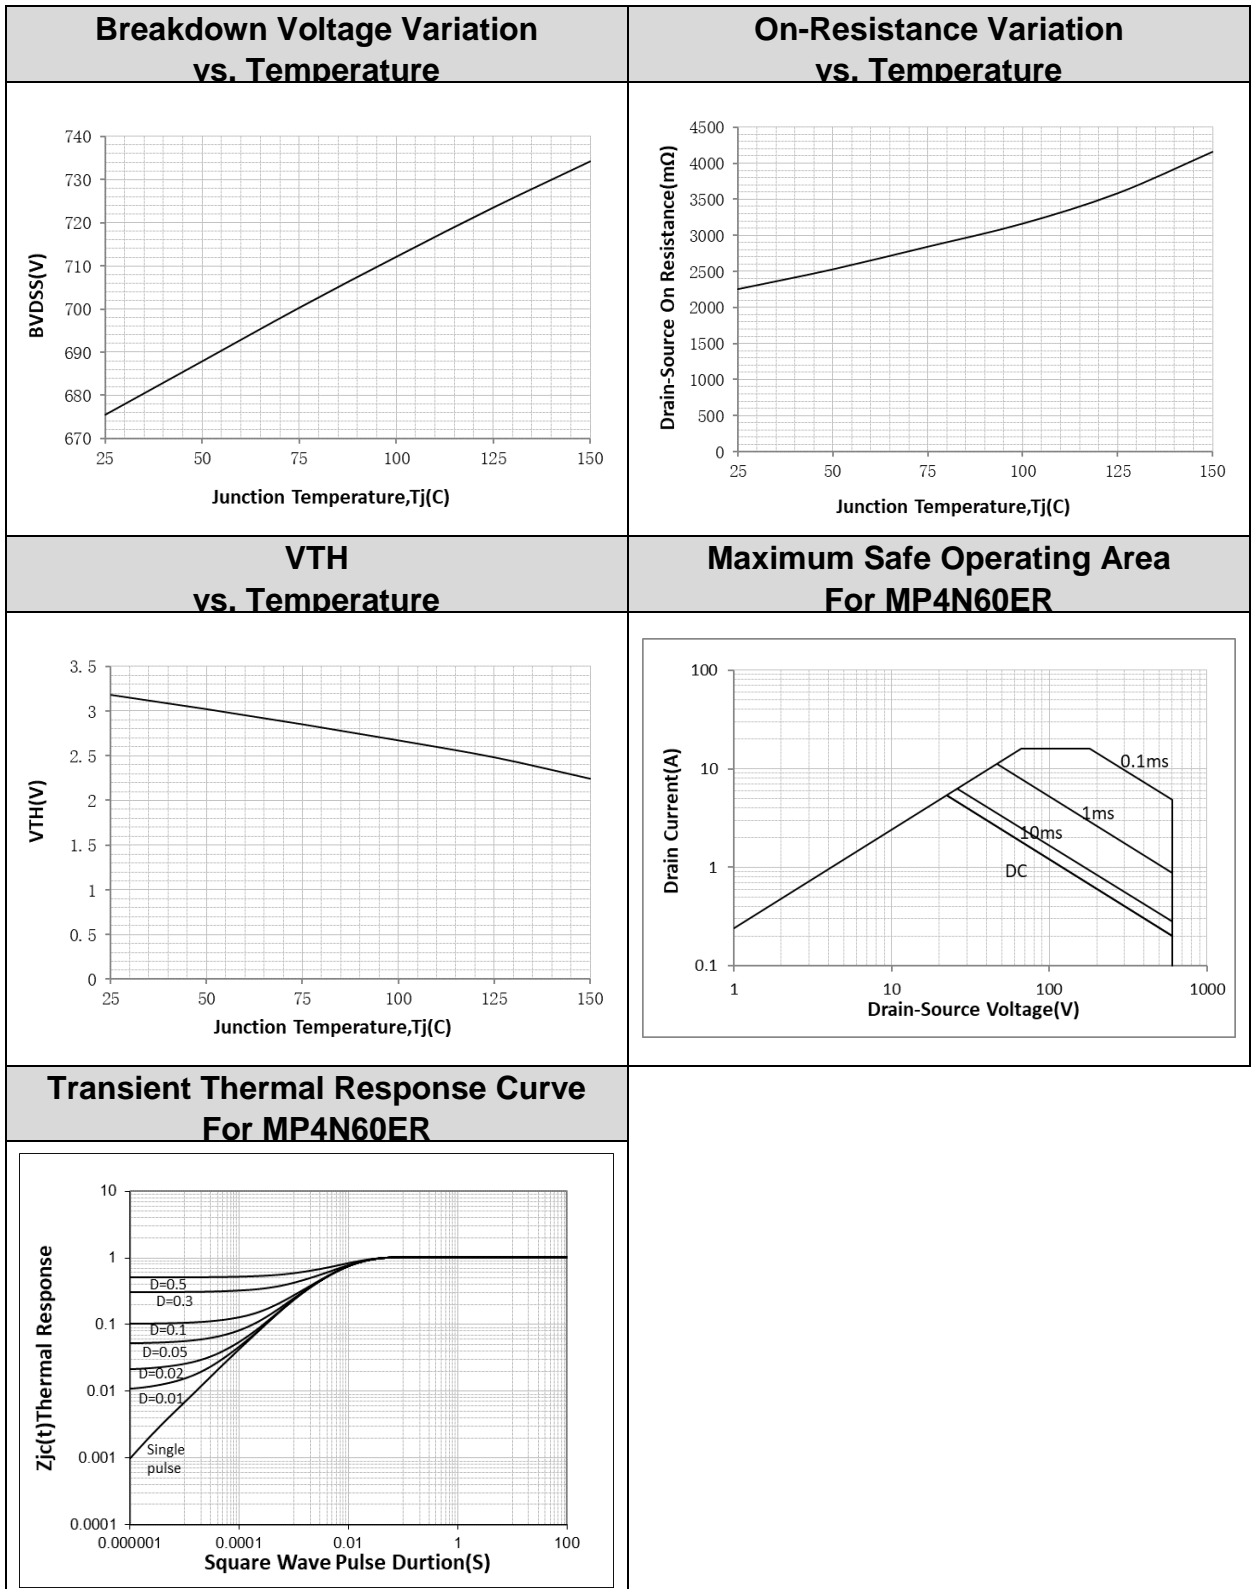 Breakdown Voltage Variation
vs. Temperature
On-Resistance Variation
vs. Temperature
740
730
720
710
700
690
680
670
BVDSS(V)
25 50 75 100 125 150
Junction Temperature,Tj(C)
4500
4000
3500
3000
2500
2000
1500
1000
500
0
Drain-Source On Resistance(mΩ)
25 50 75 100 125 150
Junction Temperature,Tj(C)
VTH
vs. Temperature
Maximum Safe Operating Area
For MP4N60ER
3.5
3
2.5
2
1.5
1
0.5
0
VTH(V)
25 50 75 100 125 150
Junction Temperature,Tj(C)
100
10
1
0.1
Drain Current(A)
0.1ms
1ms
10ms
DC
1 10 100 1000
Drain-Source Voltage(V)
Transient Thermal Response Curve
For MP4N60ER
10
1
0.1
0.01
0.001
0.0001
Zjc(t)Thermal Response
D=0.5
D=0.3
D=0.1
D=0.05
D=0.02
D=0.01
Single
pulse
0.000001 0.0001 0.01 1 100
Square Wave Pulse Durtion(S)